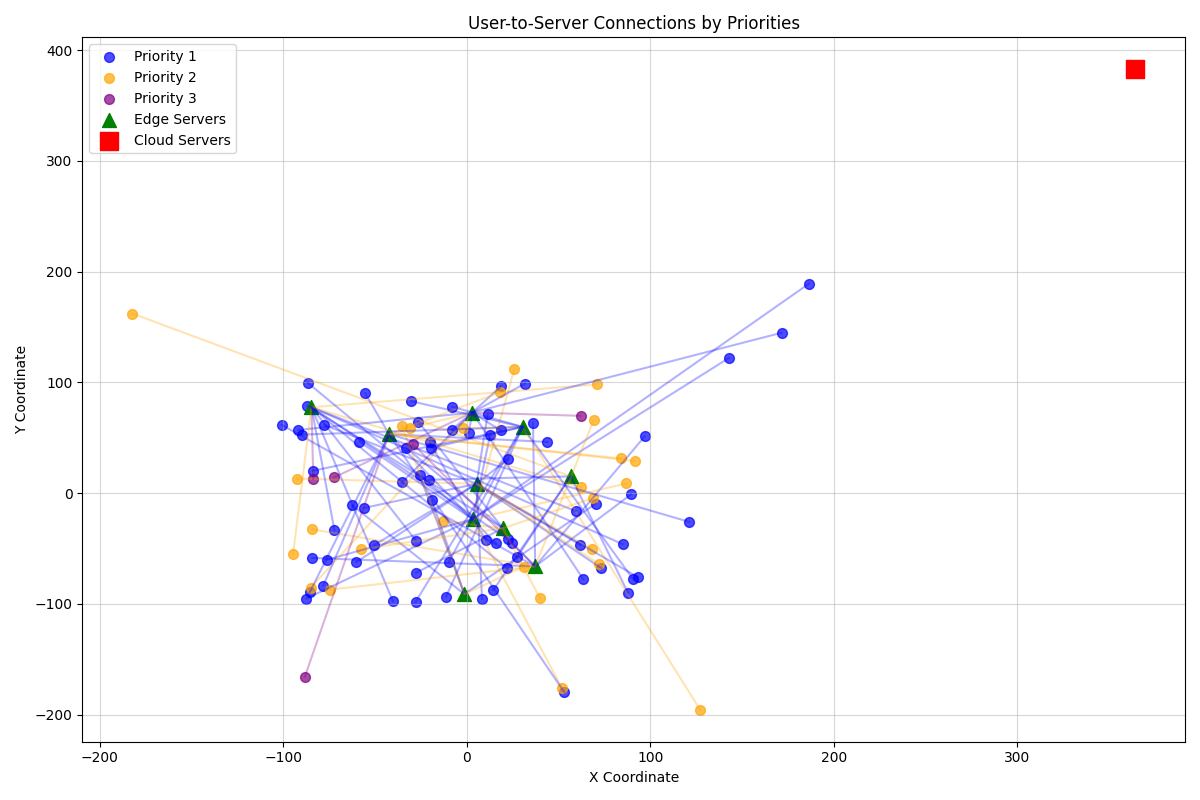 User-to-Server Connections by Priorities
Priority 1
Priority 2
Priority 3
Edge Servers
Cloud Servers
Y Coordinate
400
300
200
100
0
−100
−200
−200
−100
0
100
200
300
X Coordinate